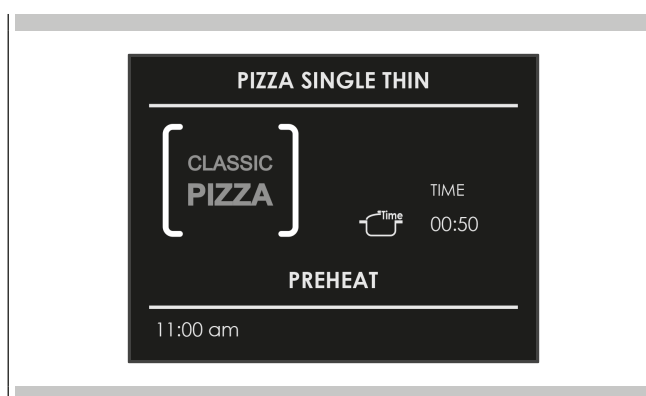 PIZZA SINGLE THIN
CLASSIC
PIZZA
TIME
Time
00:50
PREHEAT
11:00 am